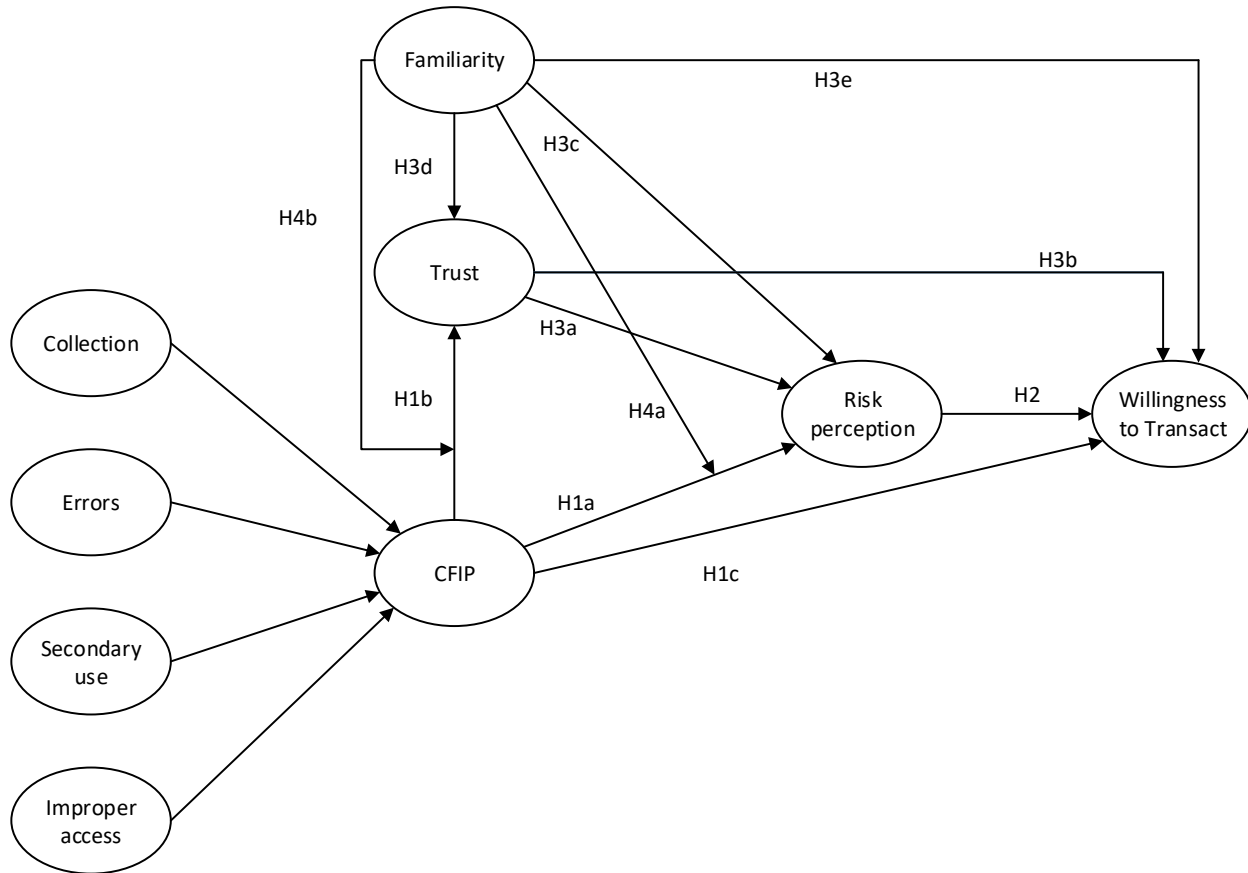 Familiarity
H3e
H3c
H3d
H4b
Trust
H3b
Collection
H3a
H1b
H4a
Risk
perception
H2
Willingness
to Transact
Errors
H1a
CFIP
H1c
Secondary
use
Improper
access